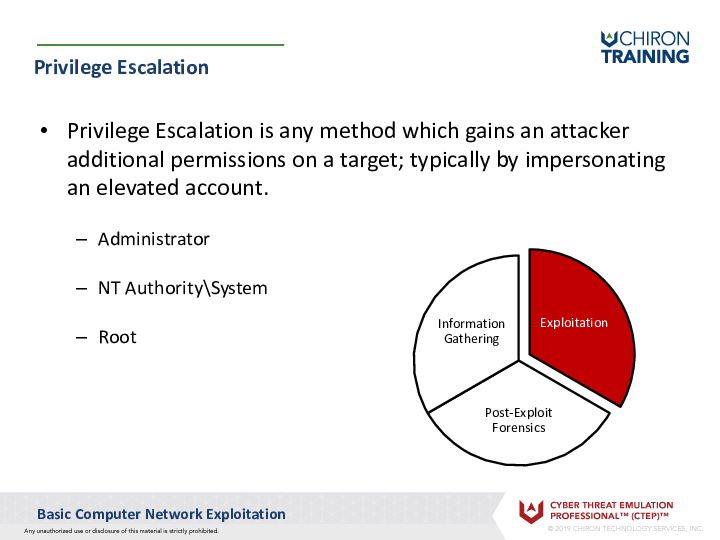 CHIRON
TRAINING
Privilege Escalation
• Privilege Escalation is any method which gains an attacker
additional permissions on a target; typically by impersonating
an elevated account.
– Administrator
– NT Authority\System
– Root
Information
Gathering
Exploitation
Post-Exploit
Forensics
Basic Computer Network Exploitation
Any unauthorized use or disclosure of this material is strictly prohibited.
CYBER THREAT EMULATION
PROFESSIONAL™ (CTEP)™
© 2019 CHIRON TECHNOLOGY SERVICES, INC.